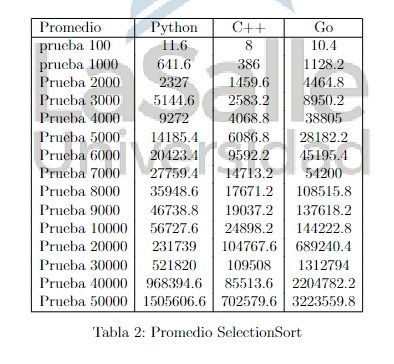 Promedio Python C++ Go
prueba 100 11.6 8 10.4
prueba 1000 641.6 386 1128.2
Prueba 2000 2327 1459.6 4464.8
Prueba 3000 5144.6 2583.2 8950.2
Prueba 4000 9272 4068.8 38805
Prueba 5000 14185.4 6086.8 28182.2
Prueba 6000 20423.4 9592.2 45195.4
Prueba 7000 27759.4 14713.2 54200
Prueba 8000 35948.6 17671.2 108515.8
Prueba 9000 46738.8 19037.2 137618.2
Prueba 10000 56727.6 24898.2 144222.8
Prueba 20000 231739 104767.6 689240.4
Prueba 30000 521820 109508 1312794
Prueba 40000 968394.6 85513.6 2204782.2
Prueba 50000 1505606.6 702579.6 3223559.8
Tabla 2: Promedio SelectionSort
LaSalle
Universidad